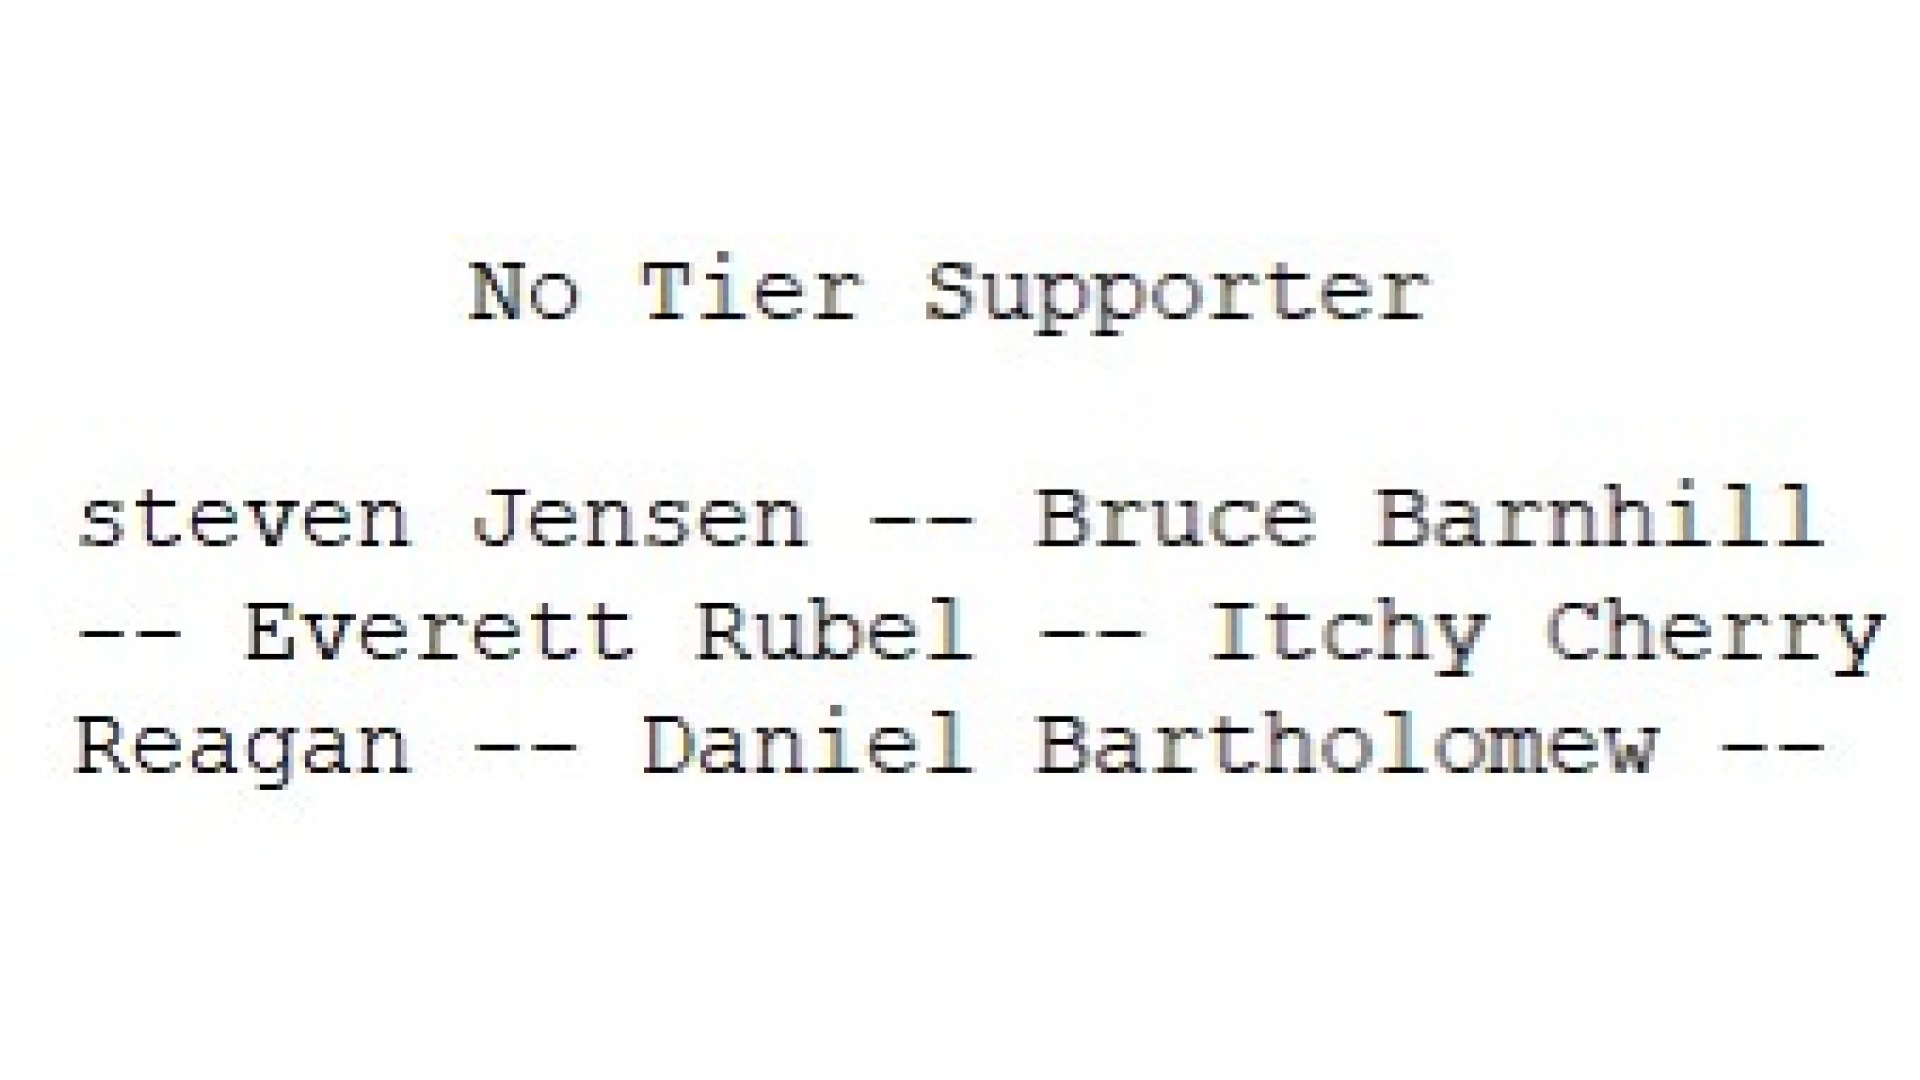 No Tier Supporter
steven Jensen -- Bruce Barnhill
-- Everett Rubel -- Itchy Cherry
Reagan -- Daniel Bartholomew --